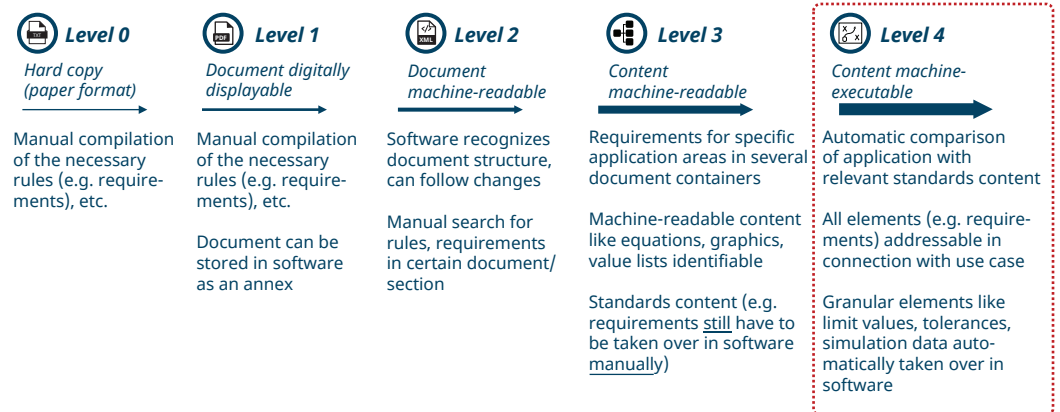 TXT
Level 0
Hard copy
(paper format)
Manual compilation
of the necessary
rules (e.g. require-
ments), etc.
PDF
Level 1
Document digitally
displayable
Manual compilation
of the necessary
rules (e.g. require-
ments), etc.
Document can be
stored in software
as an annex
XML
Level 2
Document
machine-readable
Software recognizes
document structure,
can follow changes
Manual search for
rules, requirements
in certain document/
section
Level 3
Content
machine-readable
Requirements for specific
application areas in several
document containers
Machine-readable content
like equations, graphics,
value lists identifiable
Standards content (e.g.
requirements still have to
be taken over in software
manually)
Level 4
Content machine-
executable
Automatic comparison
of application with
relevant standards content
All elements (e.g. require-
ments) addressable in
connection with use case
Granular elements like
limit values, tolerances,
simulation data auto-
matically taken over in
software